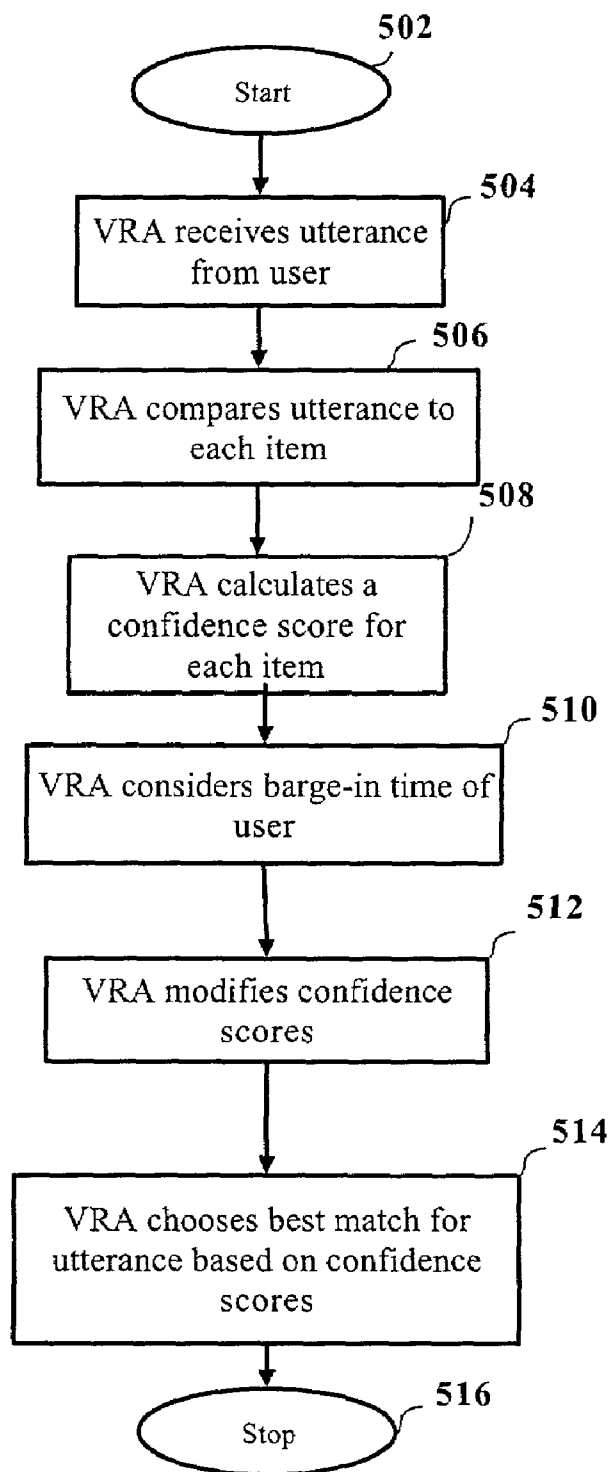 502
Start
504
VRA receives utterance
from user
506
VRA compares utterance to
each item
508
VRA calculates a
confidence score for
each item
510
VRA considers barge-in time of
user
512
VRA modifies confidence
scores
514
VRA chooses best match for
utterance based on confidence
scores
516
Stop